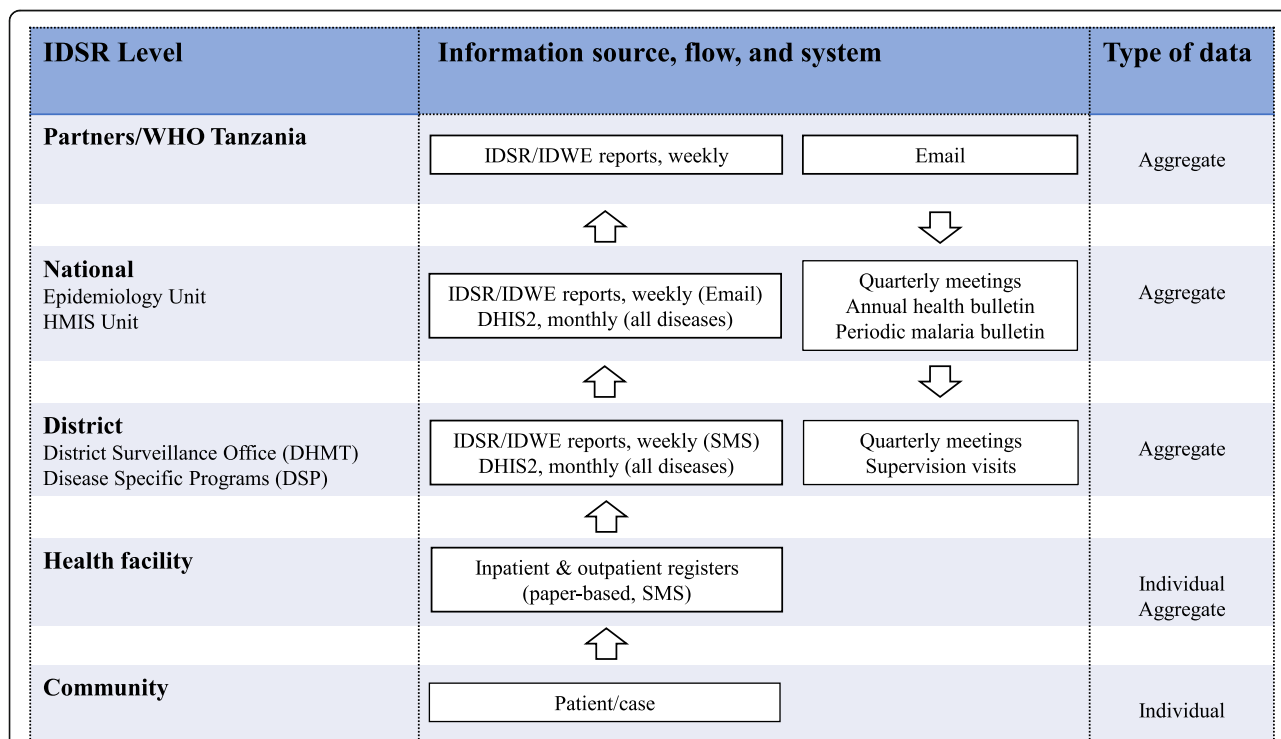 IDSR Level
Information source, flow, and system
Type of data
Partners/WHO Tanzania
IDSR/IDWE reports, weekly
Email
Aggregate
National
Epidemiology Unit
HMIS Unit
IDSR/IDWE reports, weekly (Email)
DHIS2, monthly (all diseases)
Quarterly meetings
Annual health bulletin
Periodic malaria bulletin
Aggregate
District
District Surveillance Office (DHMT)
Disease Specific Programs (DSP)
IDSR/IDWE reports, weekly (SMS)
DHIS2, monthly (all diseases)
Quarterly meetings
Supervision visits
Aggregate
Health facility
Inpatient & outpatient registers
(paper-based, SMS)
Individual
Aggregate
Community
Patient/case
Individual